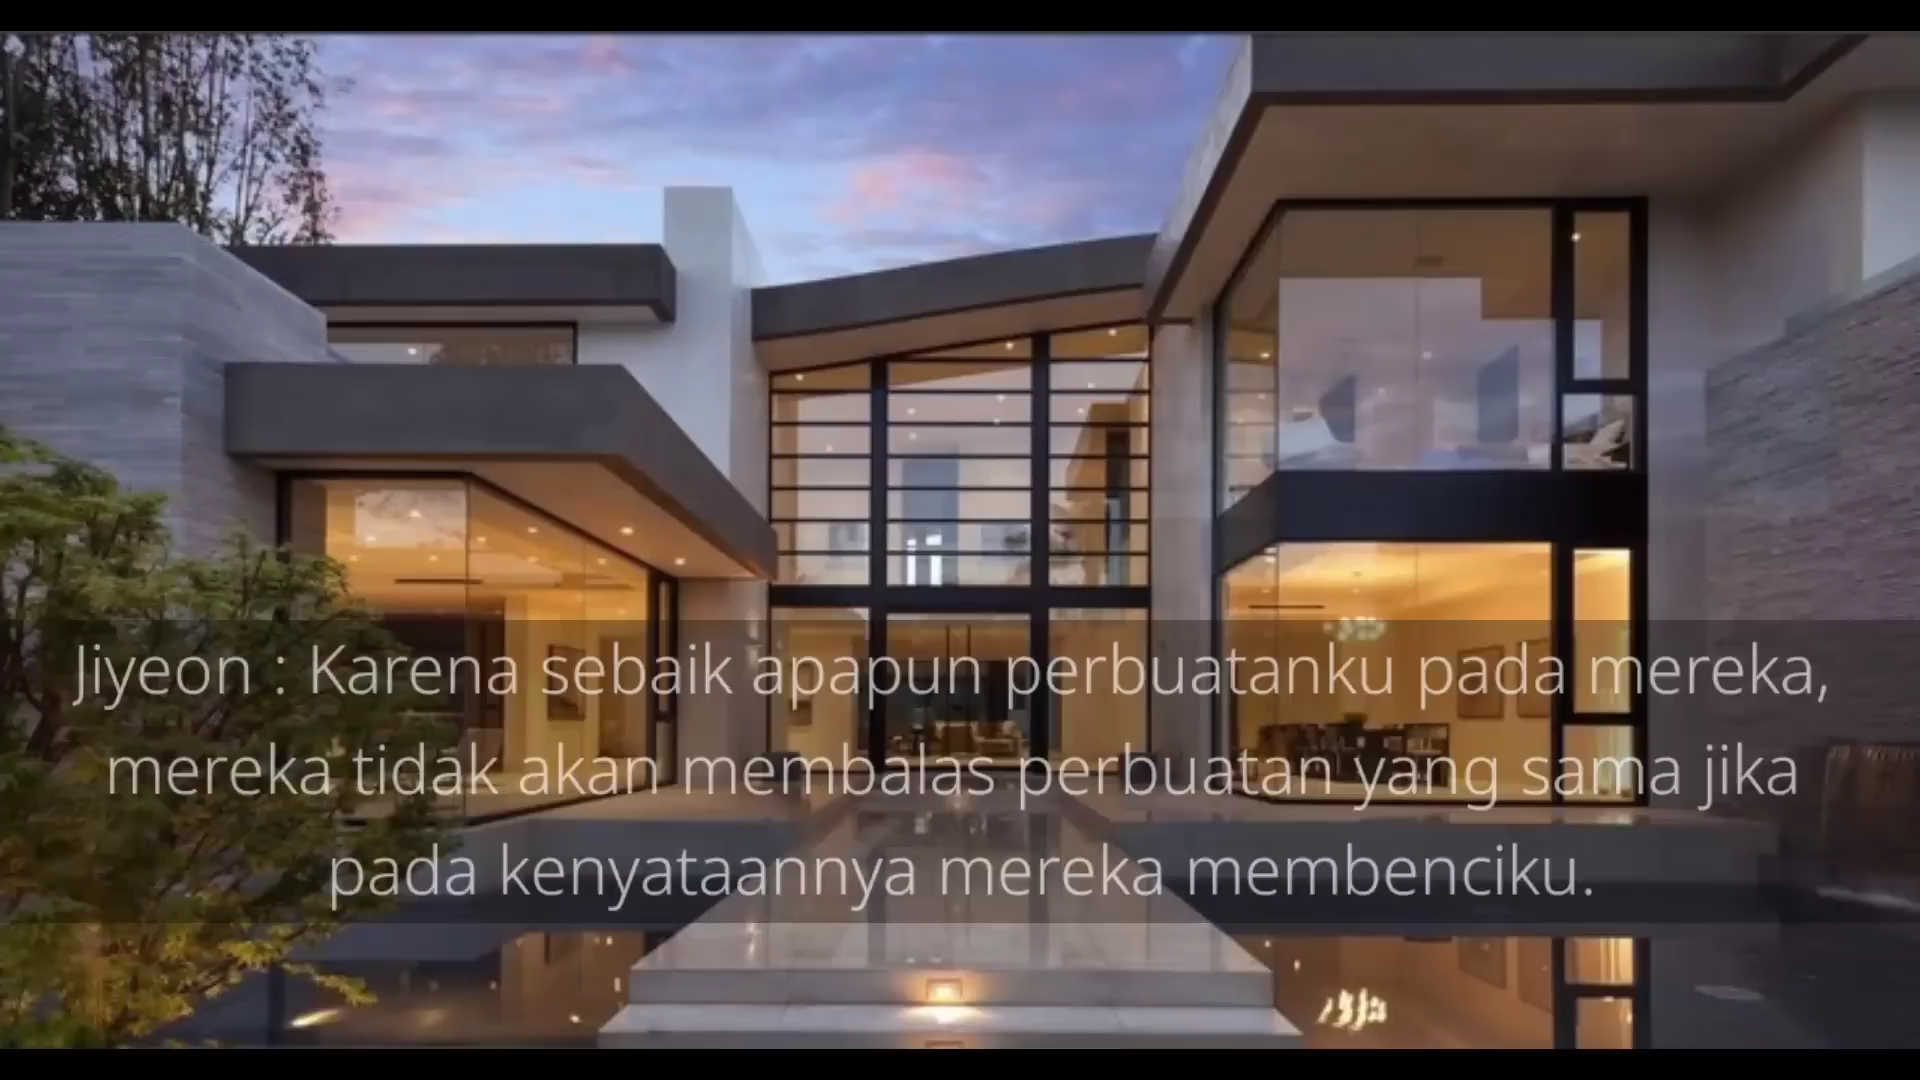 Jiyeon : Karena sebaik apapun perbuatanku pada mereka,
mereka tidak akan membalas perbuatan yang sama jika
pada kenyataannya mereka membenciku.